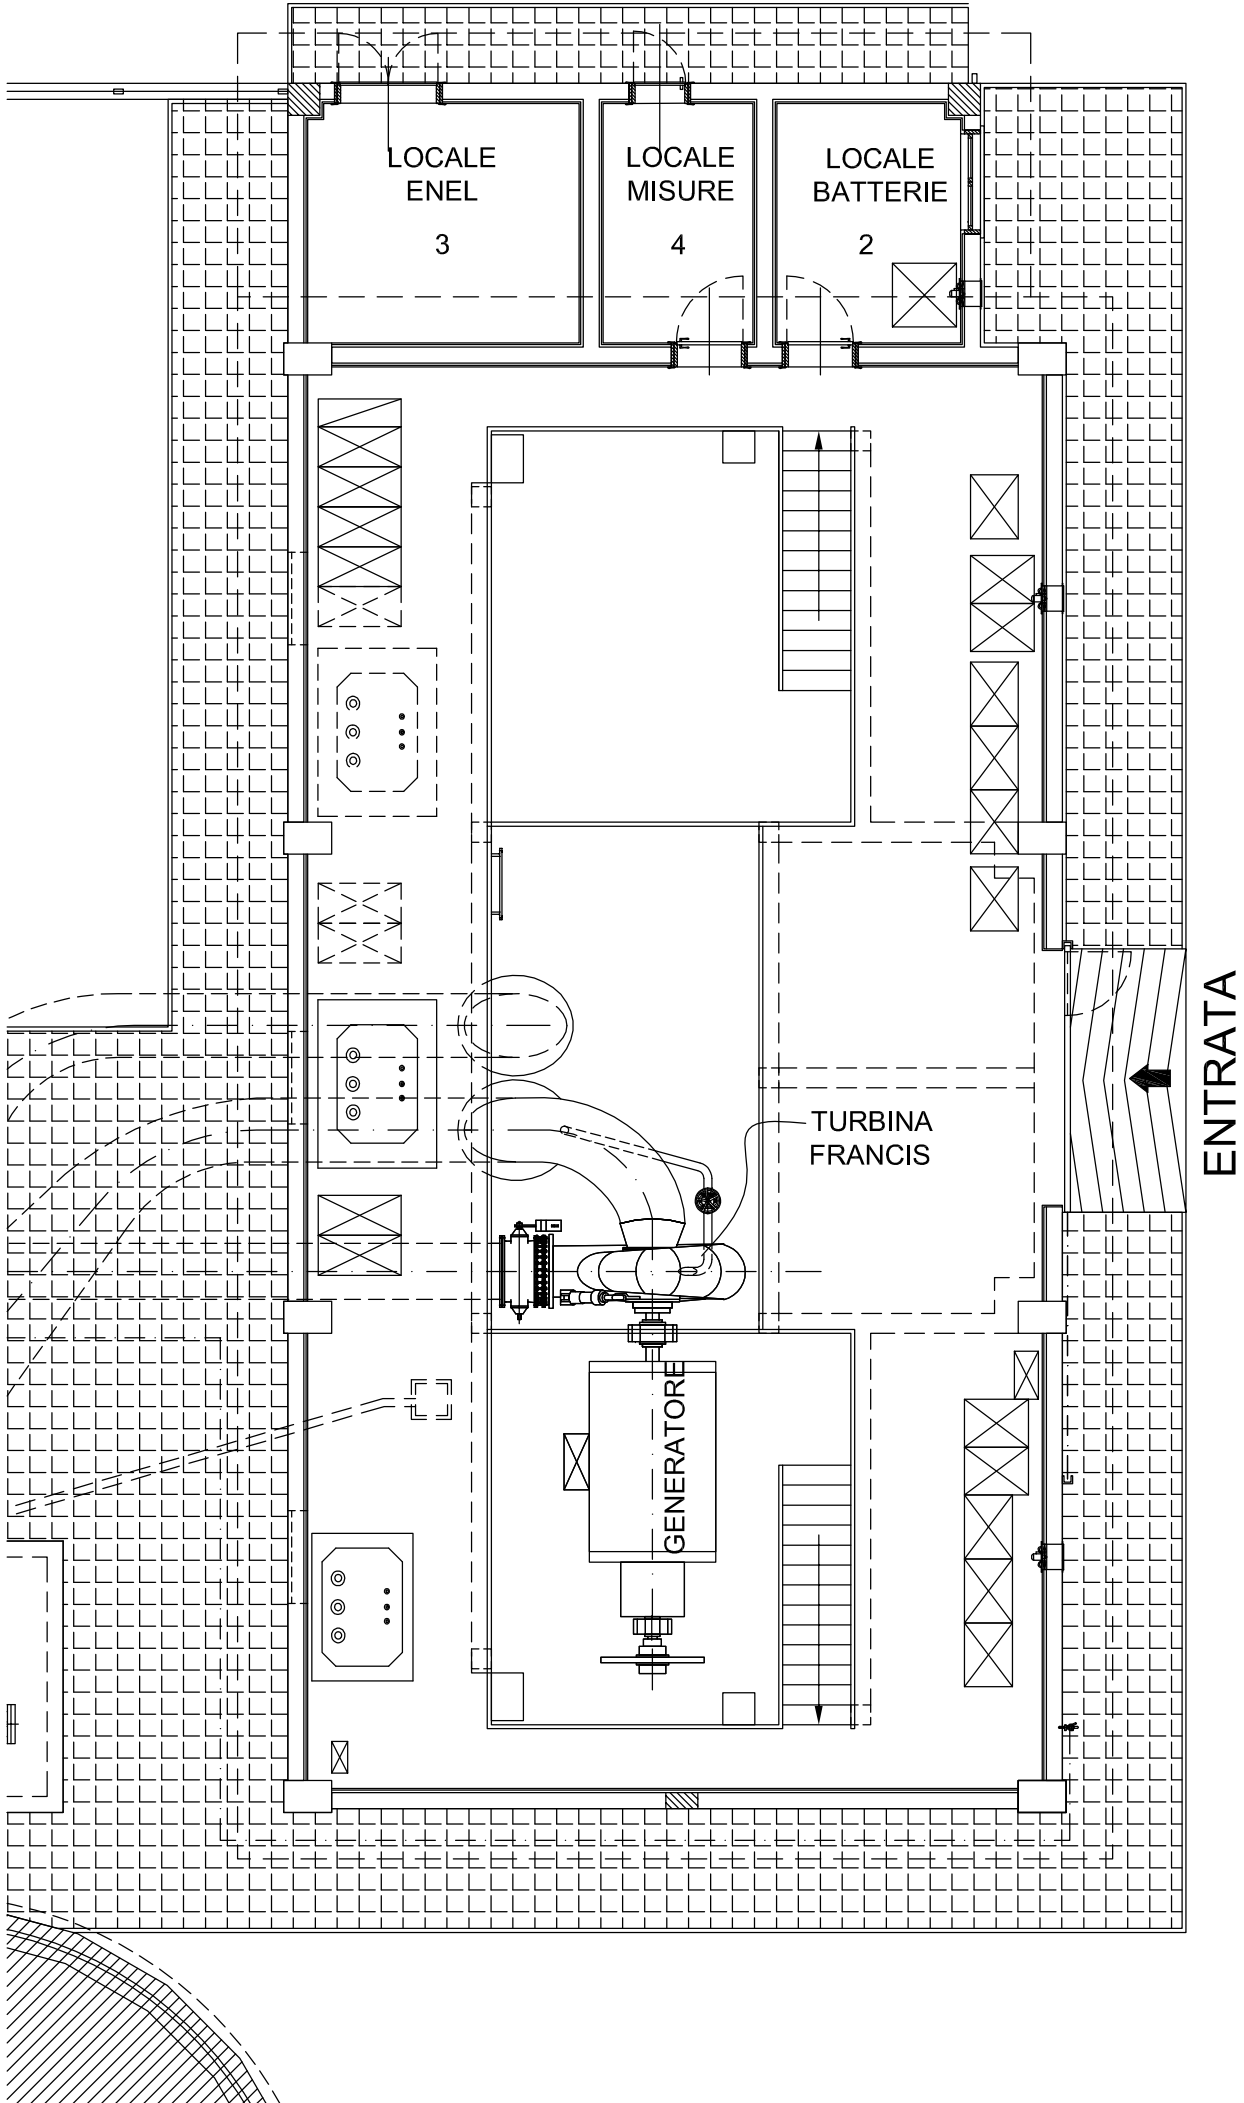 LOCALE
ENEL
3
LOCALE
MISURE
4
LOCALE
BATTERIE
2
ENTRATA
TURBINA
FRANCIS
GENERATORE